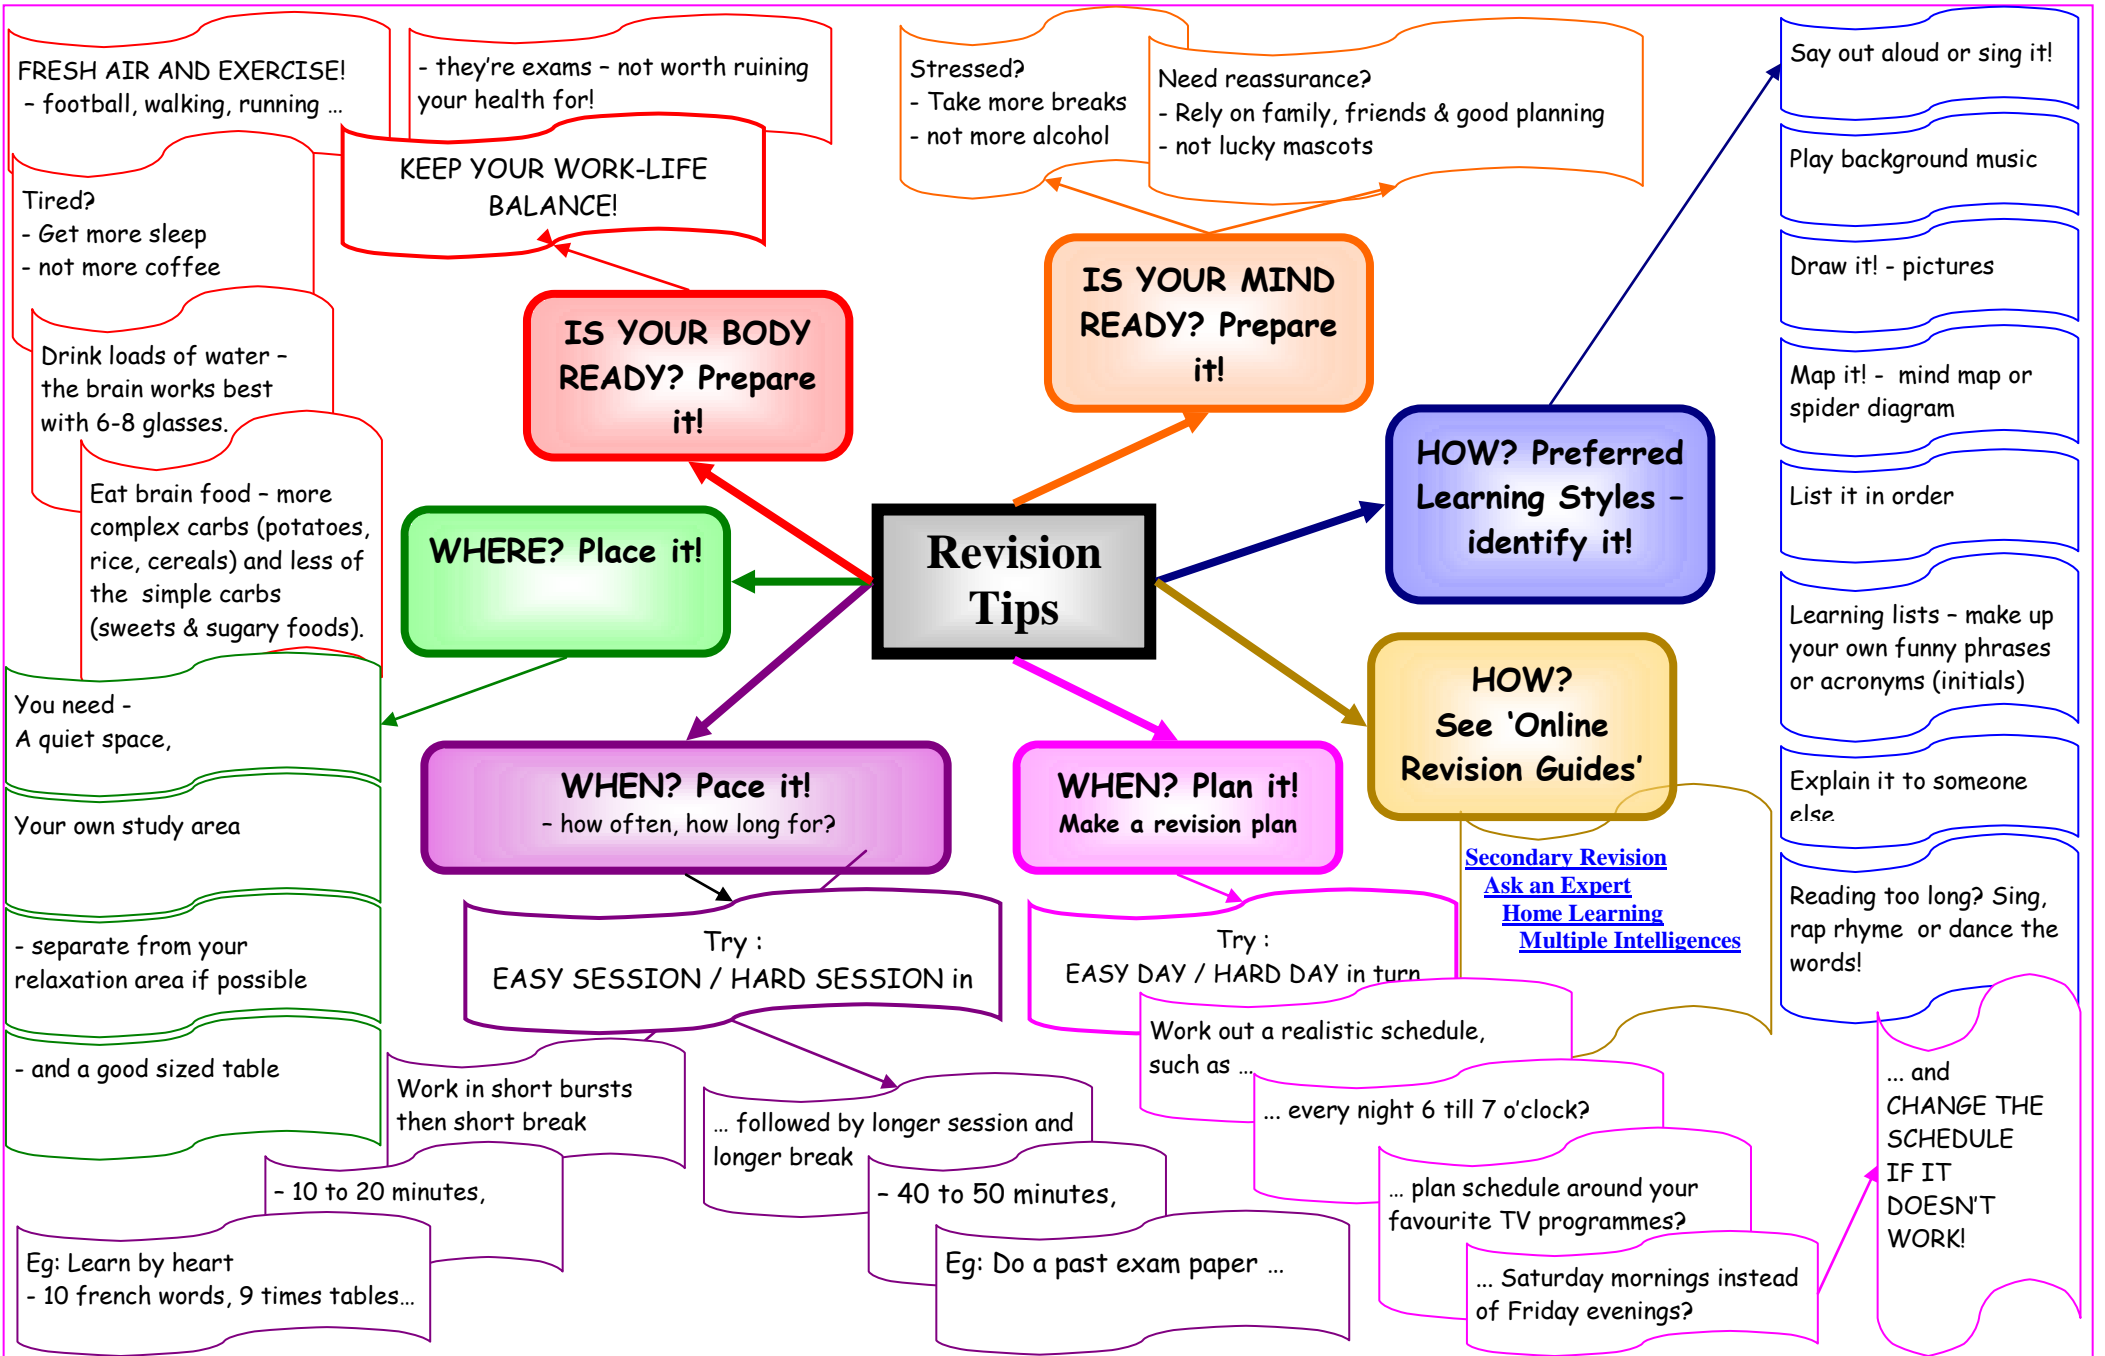 Revision
Tips
IS YOUR BODY
READY? Prepare
it!
KEEP YOUR WORK-LIFE
BALANCE!
- they're exams – not worth ruining
your health for!
FRESH AIR AND EXERCISE!
– football, walking, running …
Tired?
- Get more sleep
- not more coffee
Drink loads of water –
the brain works best
with 6-8 glasses.
Eat brain food – more
complex carbs (potatoes,
rice, cereals) and less of
the simple carbs
(sweets & sugary foods).
IS YOUR MIND
READY? Prepare
it!
Stressed?
- Take more breaks
- not more alcohol
Need reassurance?
- Rely on family, friends & good planning
- not lucky mascots
HOW? Preferred
Learning Styles –
identify it!
Say out aloud or sing it!
Play background music
Draw it! - pictures
Map it! - mind map or
spider diagram
List it in order
Learning lists – make up
your own funny phrases
or acronyms (initials)
Explain it to someone
else
Reading too long? Sing,
rap rhyme or dance the
words!
HOW?
See ‘Online
Revision Guides’
Secondary Revision
Ask an Expert
Home Learning
Multiple Intelligences
WHERE? Place it!
You need -
A quiet space,
Your own study area
- separate from your
relaxation area if possible
- and a good sized table
WHEN? Pace it!
– how often, how long for?
Try :
EASY SESSION / HARD SESSION in
Work in short bursts
then short break
– 10 to 20 minutes,
Eg: Learn by heart
- 10 french words, 9 times tables…
… followed by longer session and
longer break
– 40 to 50 minutes,
Eg: Do a past exam paper …
WHEN? Plan it!
Make a revision plan
Try :
EASY DAY / HARD DAY in turn
Work out a realistic schedule,
such as …
... every night 6 till 7 o'clock?
… plan schedule around your
favourite TV programmes?
... Saturday mornings instead
of Friday evenings?
... and
CHANGE THE
SCHEDULE
IF IT
DOESN'T
WORK!